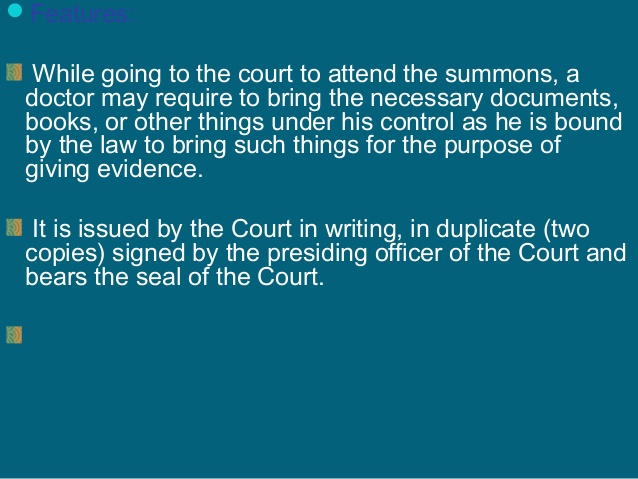 Features:
While going to the court to attend the summons, a
doctor may require to bring the necessary documents,
books, or other things under his control as he is bound
by the law to bring such things for the purpose of
giving evidence.
It is issued by the Court in writing, in duplicate (two
copies) signed by the presiding officer of the Court and
bears the seal of the Court.